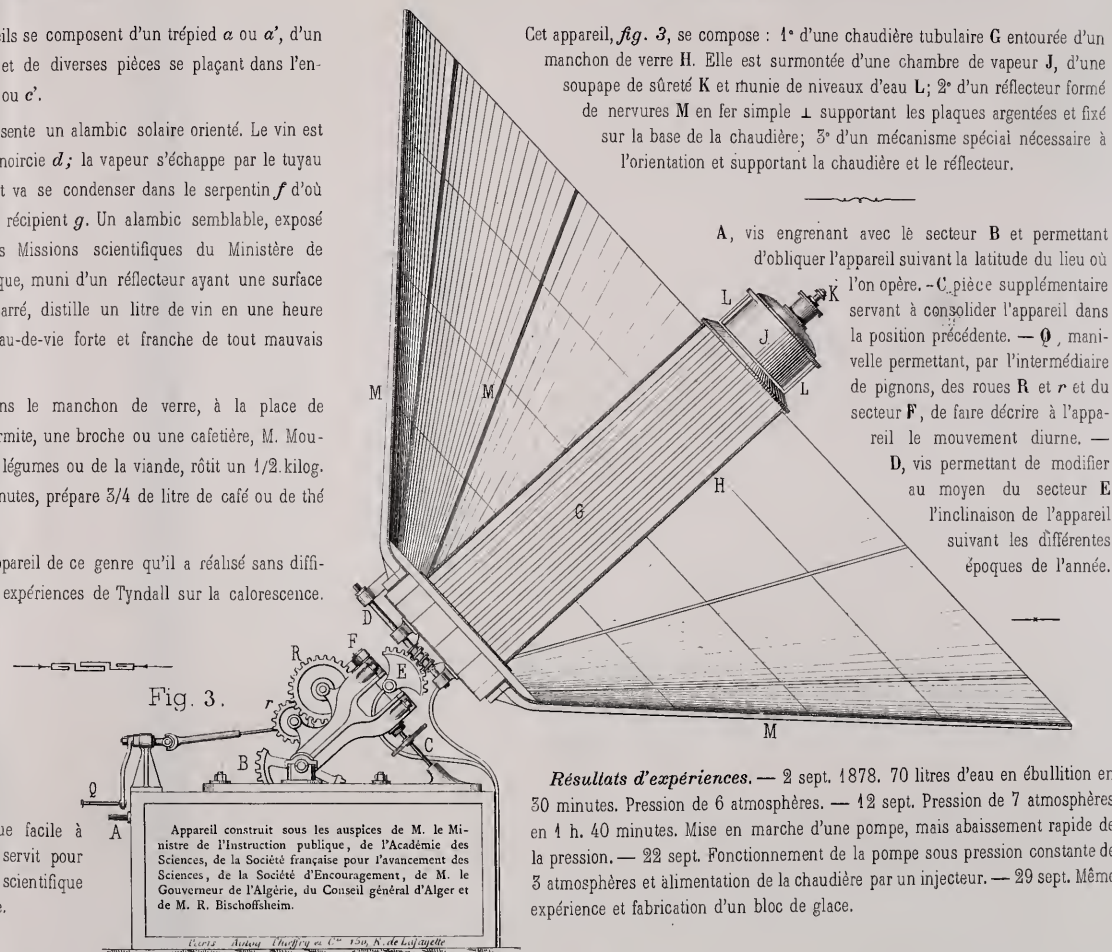 ils se composent d'un trépied a ou a', d'un
et de diverses pièces se plaçant dans l'en-
ou c'.
sente un alambic solaire orienté. Le vin est
noircie d; la vapeur s'échappe par le tuyau
t va se condenser dans le serpentin f d'où
récipient g. Un alambic semblable, exposé
s Missions scientifiques du Ministère de
que, muni d'un réflecteur ayant une surface
arré, distille un litre de vin en une heure
au-de-vie forte et franche de tout mauvais
ns le manchon de verre, à la place de
rmite, une broche ou une cafetière, M. Mou-
légumes ou de la viande, rôtit un 1/2 kilog.
nutes, prépare 3/4 de litre de café ou de thé
pareil de ce genre qu'il a réalisé sans diffi-
expériences de Tyndall sur la calorescence.
Cet appareil, fig. 3, se compose : 1° d'une chaudière tubulaire G entourée d'un
manchon de verre H. Elle est surmontée d'une chambre de vapeur J, d'une
soupape de sûreté K et munie de niveaux d'eau L; 2° d'un réflecteur formé
de nervures M en fer simple ⊥ supportant les plaques argentées et fixé
sur la base de la chaudière; 3° d'un mécanisme spécial nécessaire à
l'orientation et supportant la chaudière et le réflecteur.
A, vis engrenant avec le secteur B et permettant
d'obliquer l'appareil suivant la latitude du lieu où
l'on opère. - C, pièce supplémentaire
servant à consolider l'appareil dans
la position précédente. — Q, mani-
velle permettant, par l'intermédiaire
de pignons, des roues R et r et du
secteur F, de faire décrire à l'appa-
reil le mouvement diurne. —
D, vis permettant de modifier
au moyen du secteur E
l'inclinaison de l'appareil
suivant les différentes
époques de l'année.
L
K
J
L
M
M
H
G
D
F
E
R
r
C
B
Q
A
M
Fig. 3.
ue facile à
servit pour
scientifique
e.
Appareil construit sous les auspices de M. le Mi-
nistre de l'Instruction publique, de l'Académie des
Sciences, de la Société française pour l'avancement des
Sciences, de la Société d'Encouragement, de M. le
Gouverneur de l'Algérie, du Conseil général d'Alger et
de M. R. Bischoffsheim.
Résultats d'expériences. — 2 sept. 1878. 70 litres d'eau en ébullition en
30 minutes. Pression de 6 atmosphères. — 12 sept. Pression de 7 atmosphères
en 1 h. 40 minutes. Mise en marche d'une pompe, mais abaissement rapide de
la pression. — 22 sept. Fonctionnement de la pompe sous pression constante de
3 atmosphères et alimentation de la chaudière par un injecteur. — 29 sept. Même
expérience et fabrication d'un bloc de glace.
Paris 150, R. de Lafayette